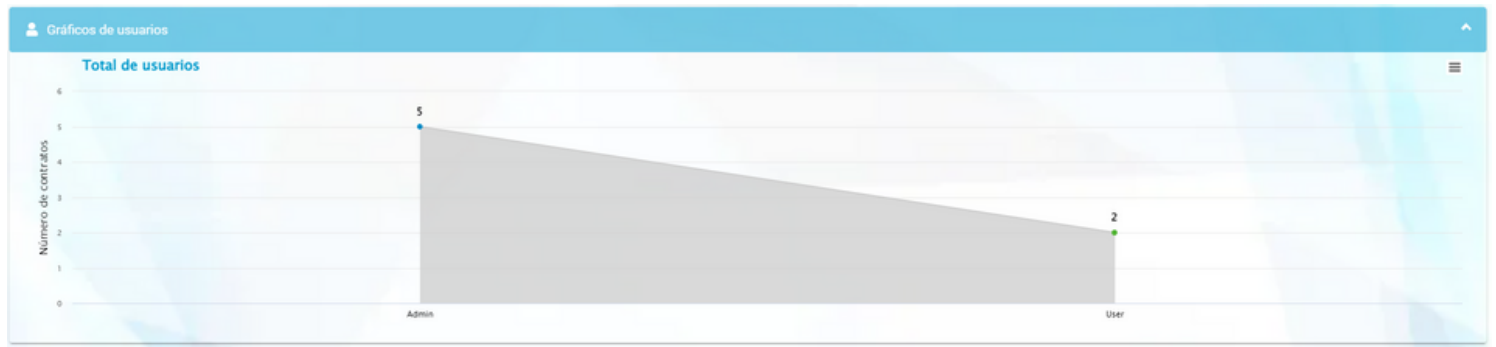 Gráficos de usuarios
Total de usuarios
Número de contratos
6
5
4
3
2
1
0
5
2
Admin
User